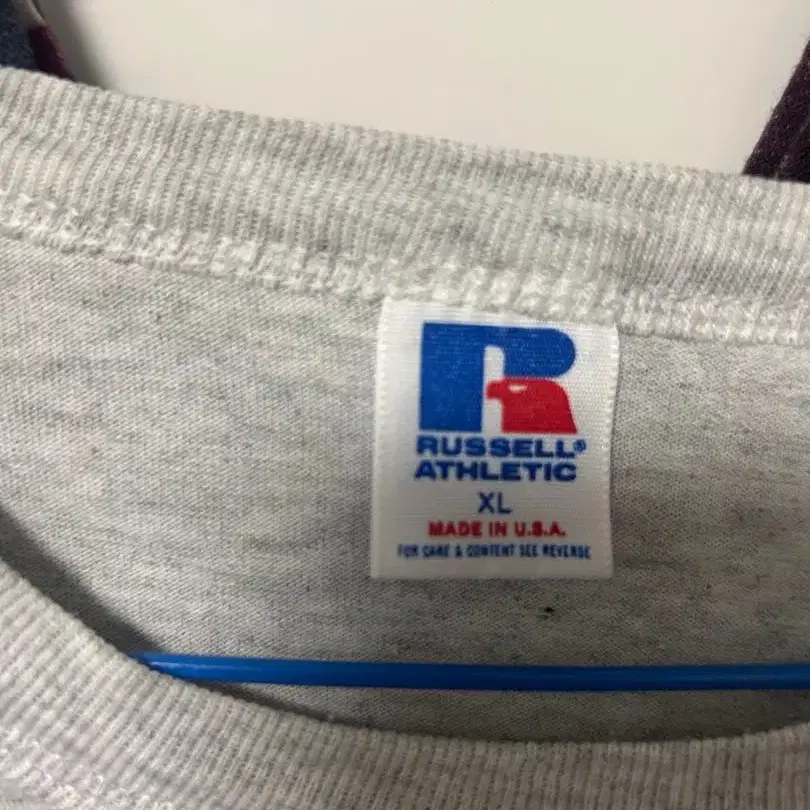 RUSSELL®
ATHLETIC
XL
MADE IN U.S.A.
FOR CARE & CONTENT SEE REVERSE